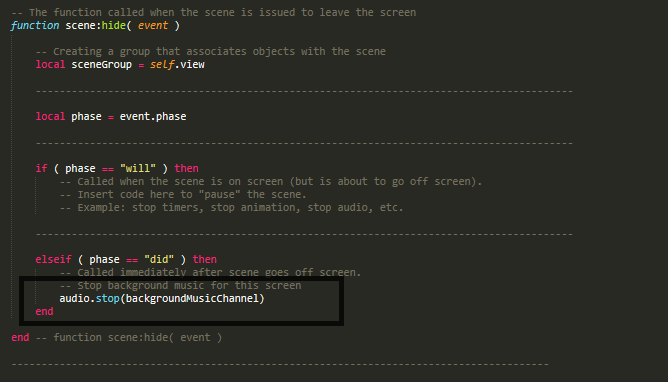 -- The function called when the scene is issued to leave the screen
function scene:hide( event )
-- Creating a group that associates objects with the scene
local sceneGroup = self.view
-----------------------------------------------------------------------------------------
local phase = event.phase
-----------------------------------------------------------------------------------------
if ( phase == "will" ) then
-- Called when the scene is on screen (but is about to go off screen).
-- Insert code here to "pause" the scene.
-- Example: stop timers, stop animation, stop audio, etc.
-----------------------------------------------------------------------------------------
elseif ( phase == "did" ) then
-- Called immediately after scene goes off screen.
-- Stop background music for this screen
audio.stop(backgroundMusicChannel)
end
end -- function scene:hide( event )
-----------------------------------------------------------------------------------------